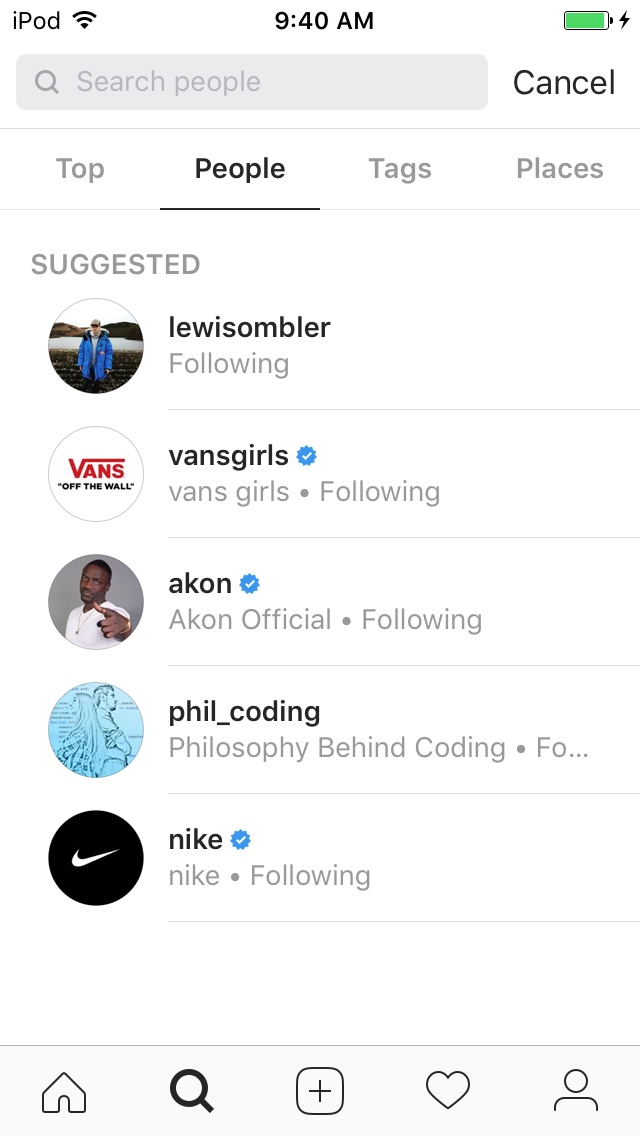 iPod 9:40 AM
Search people Cancel
Top People Tags Places
SUGGESTED
lewisombler
Following
VANS
"OFF THE WALL"
vansgirls
vans girls • Following
akon
Akon Official • Following
phil_coding
Philosophy Behind Coding • Fo...
nike
nike • Following